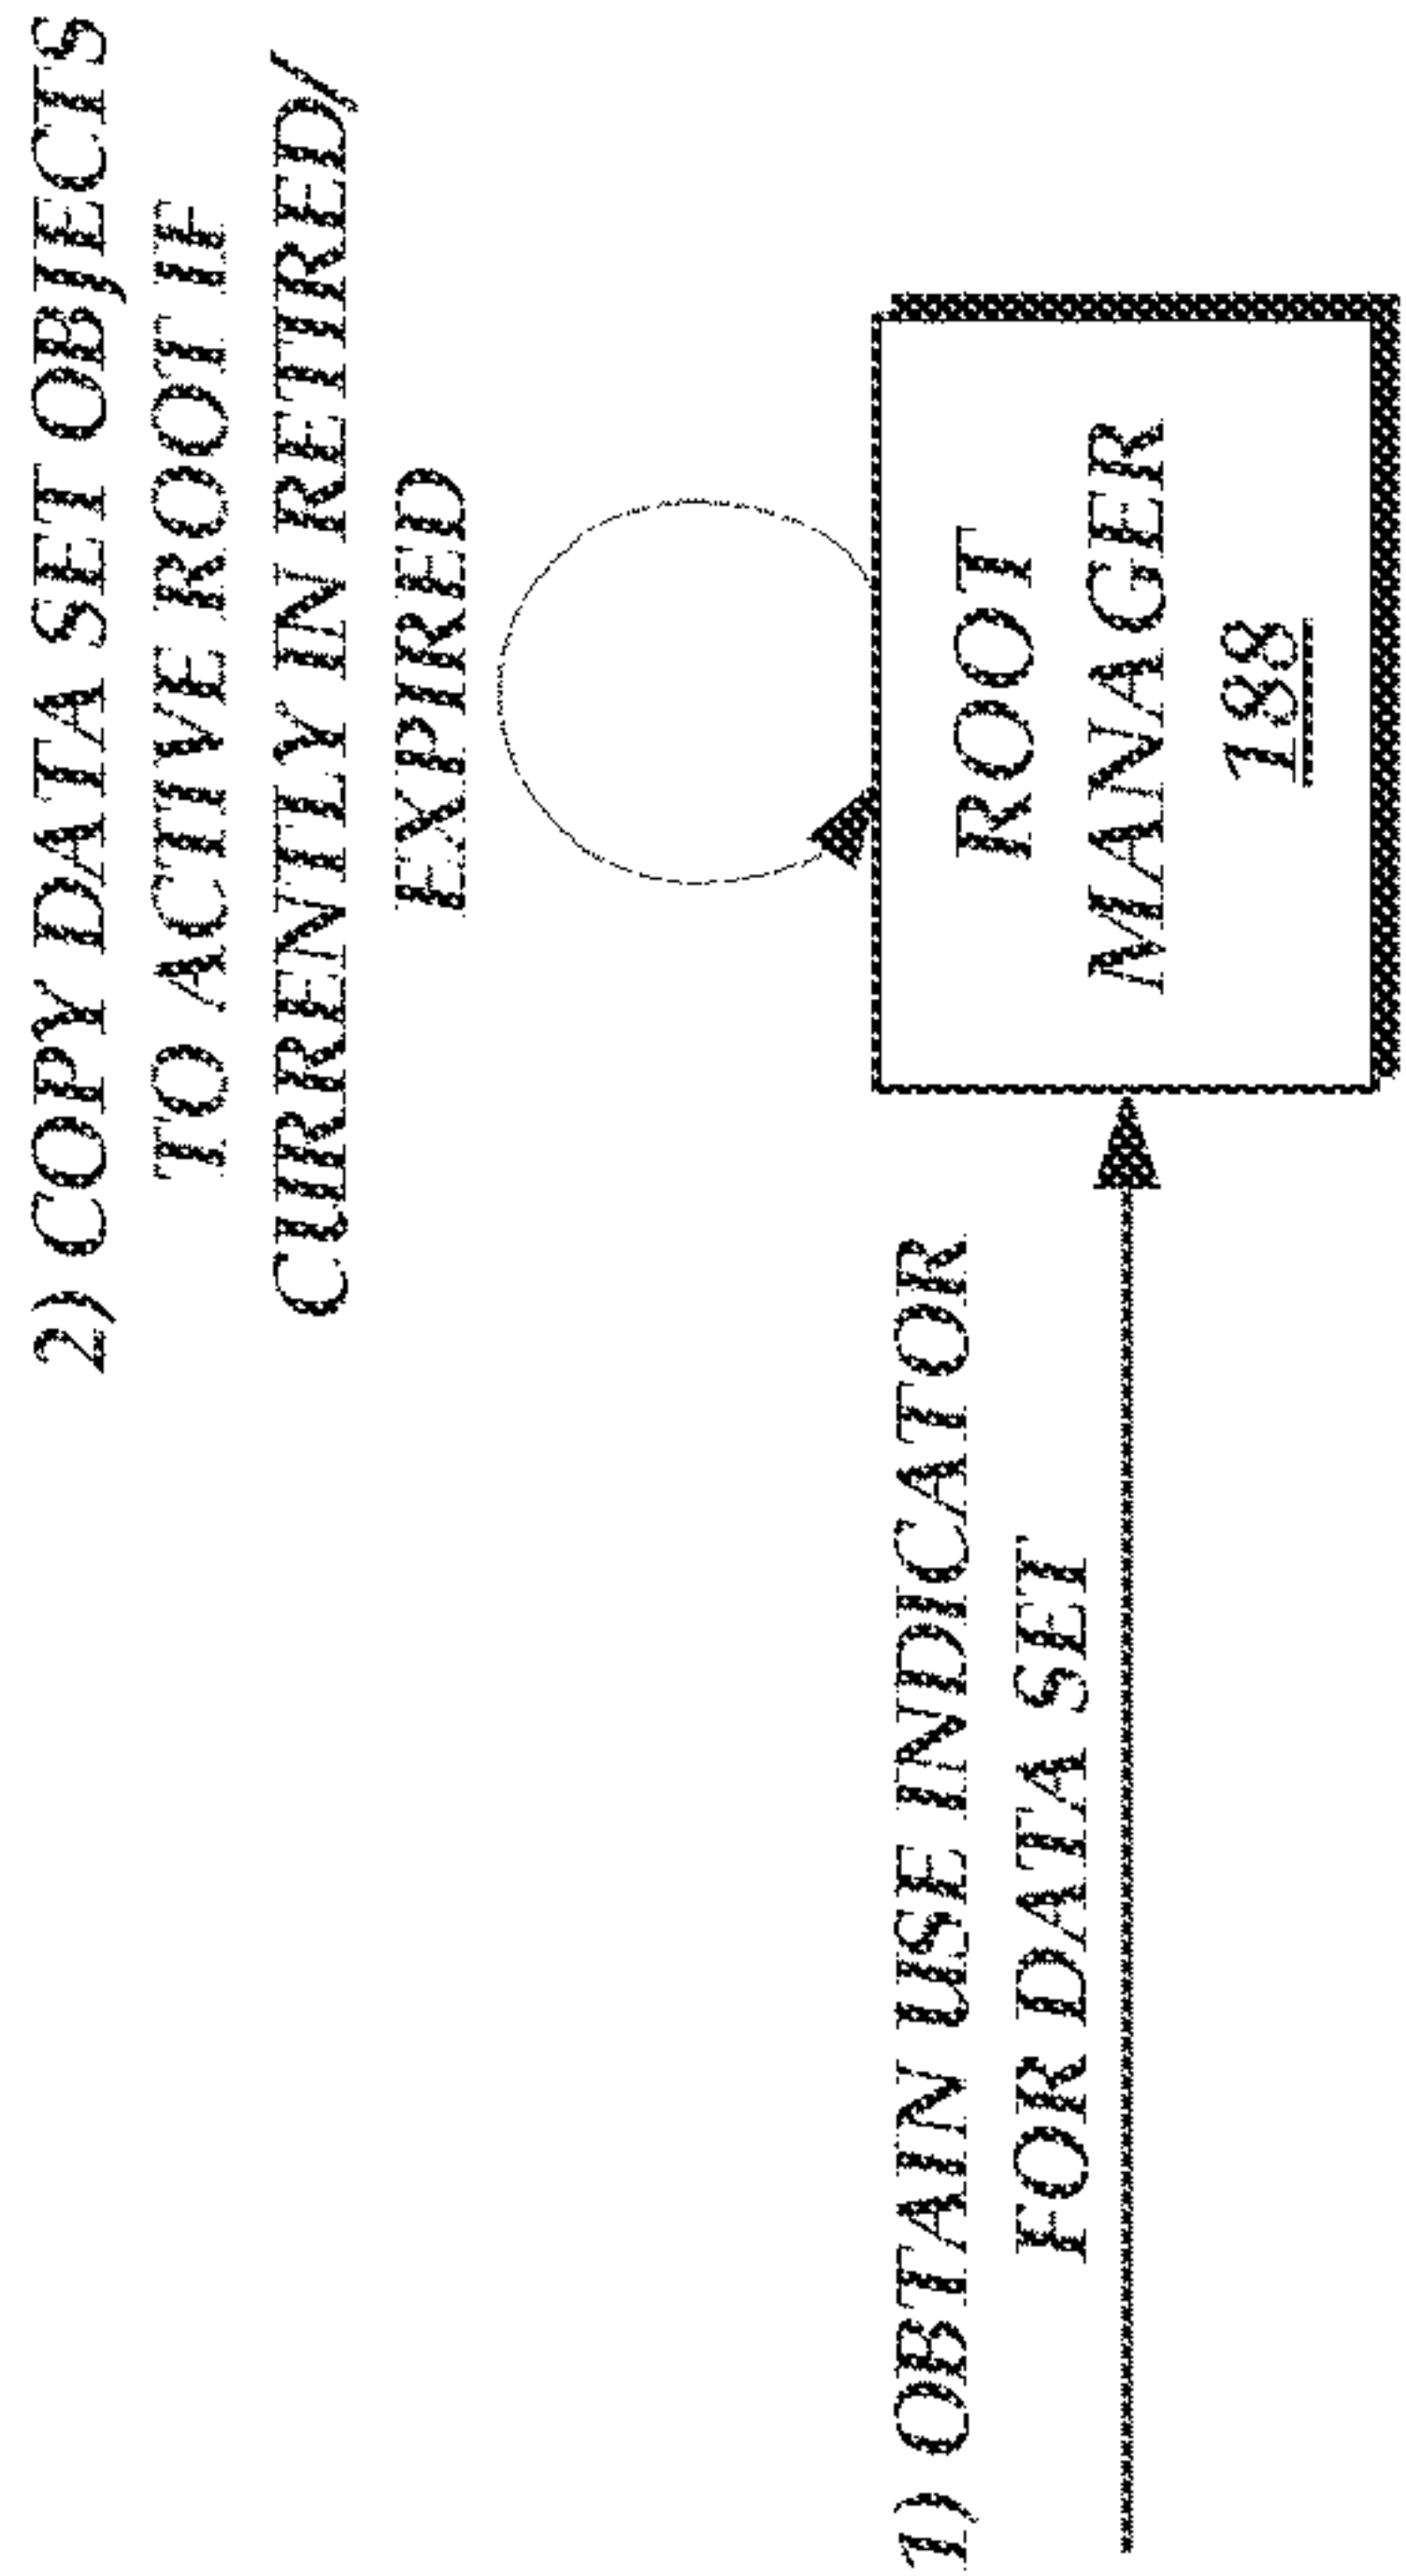 2) COPY DATA SET OBJECTS
TO ACTIVE ROOT IF
CURRENTLY IN RETIRED/
EXPIRED
1) OBTAIN USE INDICATOR
FOR DATA SET
ROOT
MANAGER
188